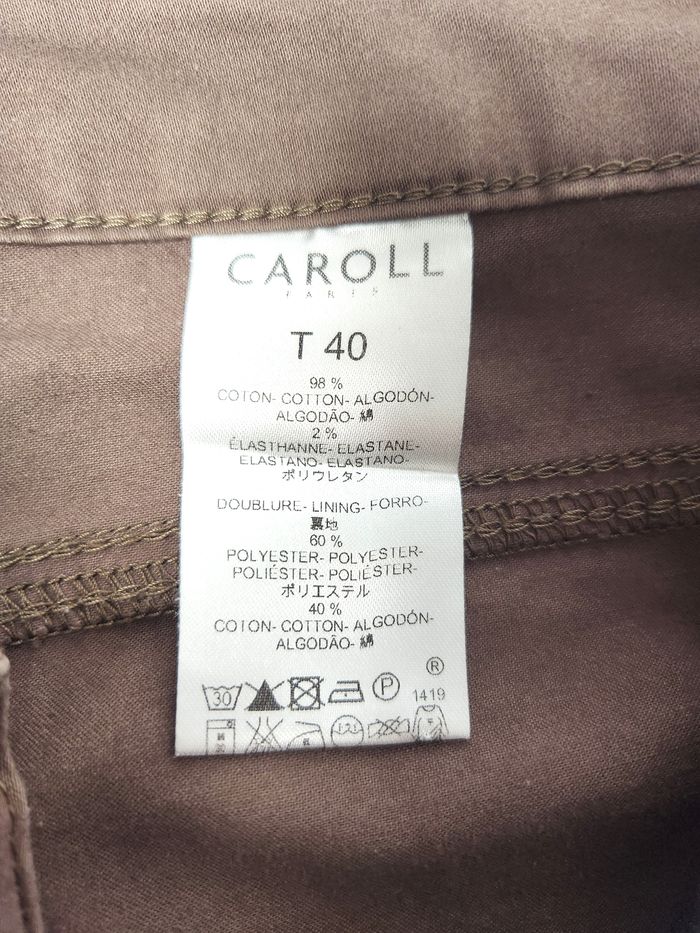 CAROLL
PARIS
T 40
98 %
COTON- COTTON- ALGODÓN-
ALGODÃO- 綿
2 %
ÉLASTHANNE- ELASTANE-
ELASTANO- ELASTANO-
ポリウレタン
DOUBLURE- LINING- FORRO-
裏地
60 %
POLYESTER- POLYESTER-
POLIÉSTER- POLIÉSTER-
ポリエステル
40 %
COTON- COTTON- ALGODÓN-
ALGODÃO- 綿
®
30
P
1419